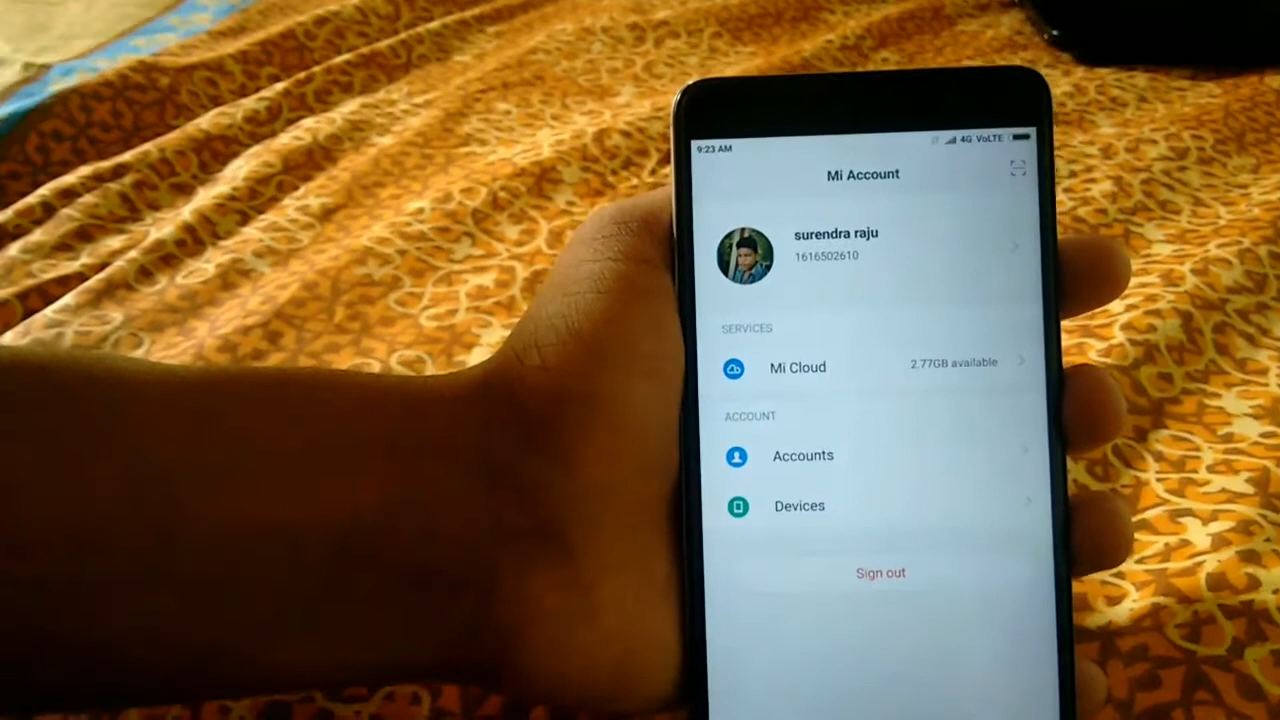 9:23 AM 4G VoLTE
Mi Account
surendra raju
1616502610
SERVICES
Mi Cloud 2.77GB available
ACCOUNT
Accounts
Devices
Sign out